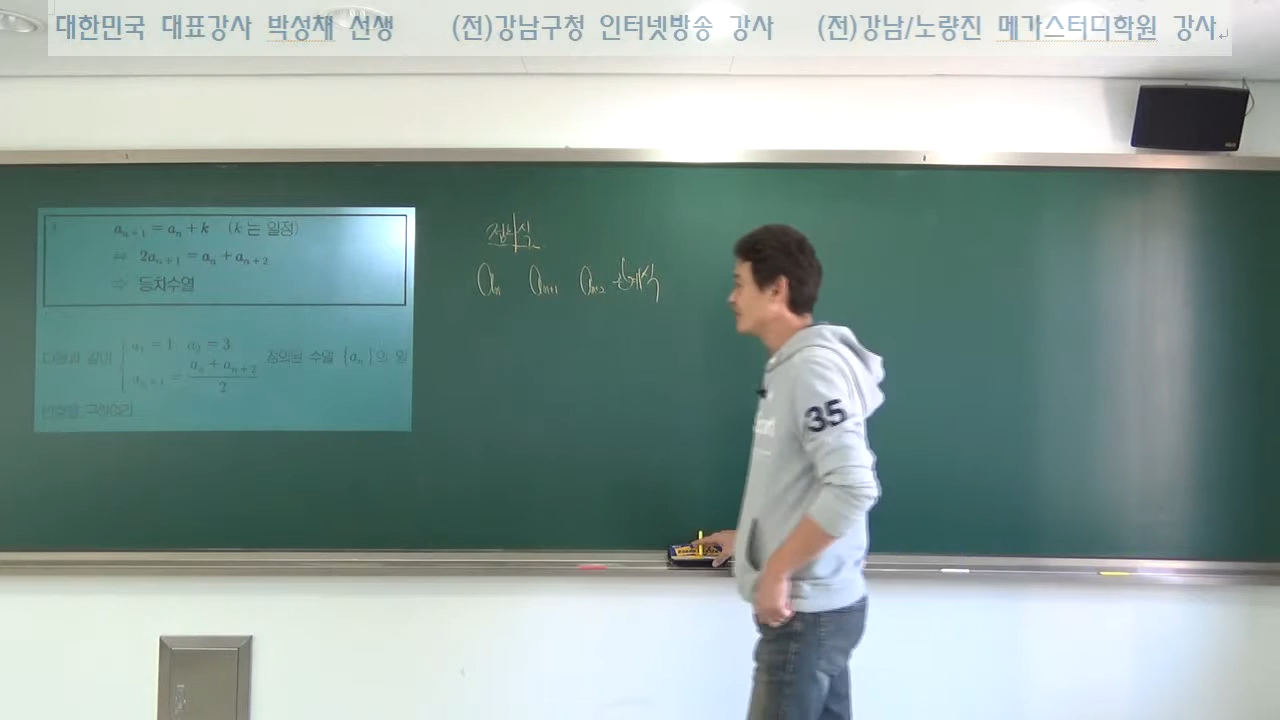 대한민국 대표강사 박성채 선생 (전)강남구청 인터넷방송 강사 (전)강남/노량진 메가스터디학원 강사
a_{n+1} = a_n + k (k 는 일정)
⇔ 2a_{n+1} = a_n + a_{n+2}
⇒ 등차수열
다음과 같이 { a_1 = 1 a_2 = 3
a_{n+1} = \frac{a_n + a_{n+2}}{2} 정의된 수열 {a_n}의 일
반항을 구하여라
점화식
a_n a_{n+1} a_{n+2} 관계식
35